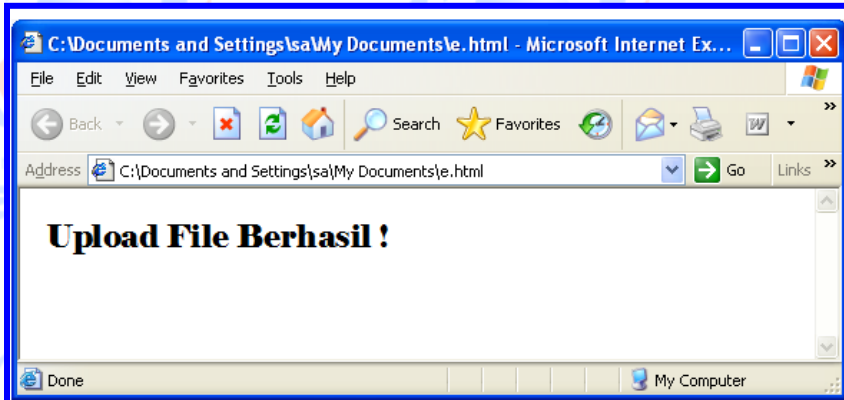 C:\Documents and Settings\sa\My Documents\e.html - Microsoft Internet Ex...
File Edit View Favorites Tools Help
Back Search Favorites W
Address C:\Documents and Settings\sa\My Documents\e.html Go Links
Upload File Berhasil !
Done My Computer